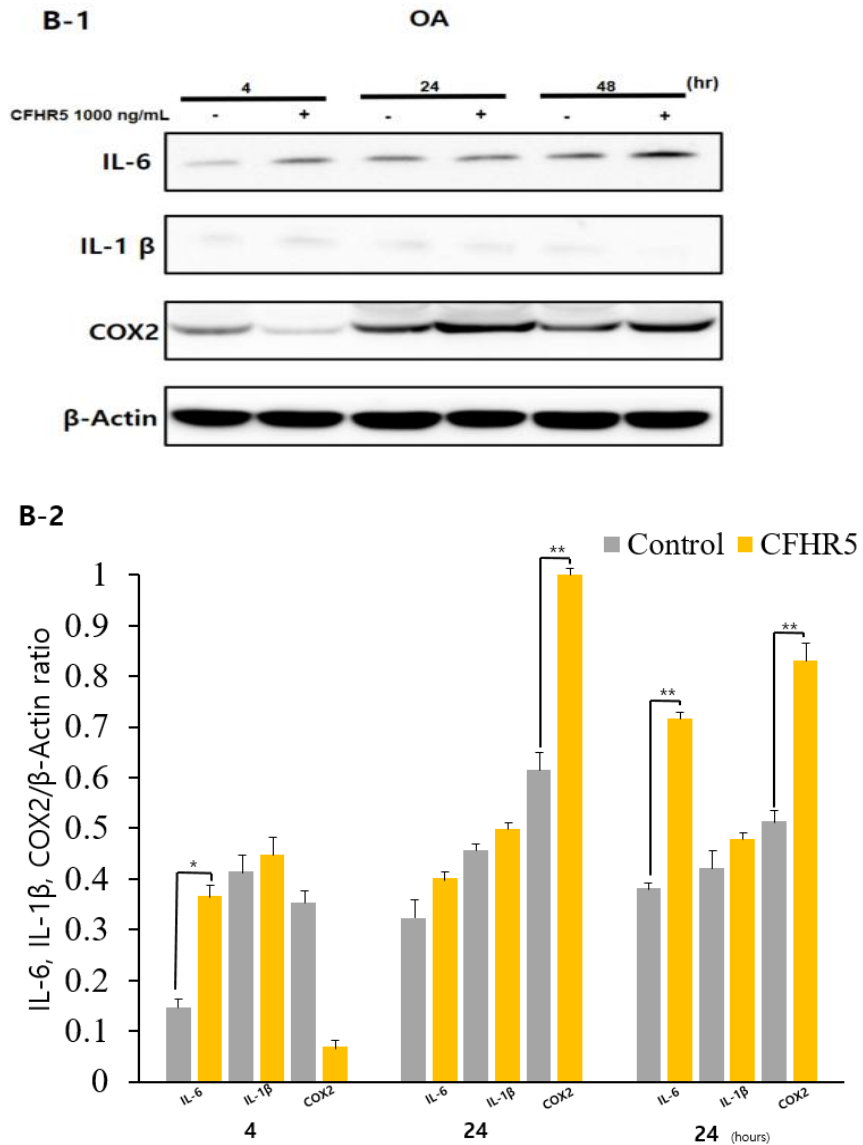 B-1
OA
4 24 48 (hr)
CFHR5 1000 ng/mL - + - + - +
IL-6
IL-1 β
COX2
β-Actin
B-2
Control CFHR5
IL-6, IL-1β, COX2/β-Actin ratio
1
0.9
0.8
0.7
0.6
0.5
0.4
0.3
0.2
0.1
0
* ** ** **
IL-6 IL-1β COX2 IL-6 IL-1β COX2 IL-6 IL-1β COX2
4 24 24 (hours)